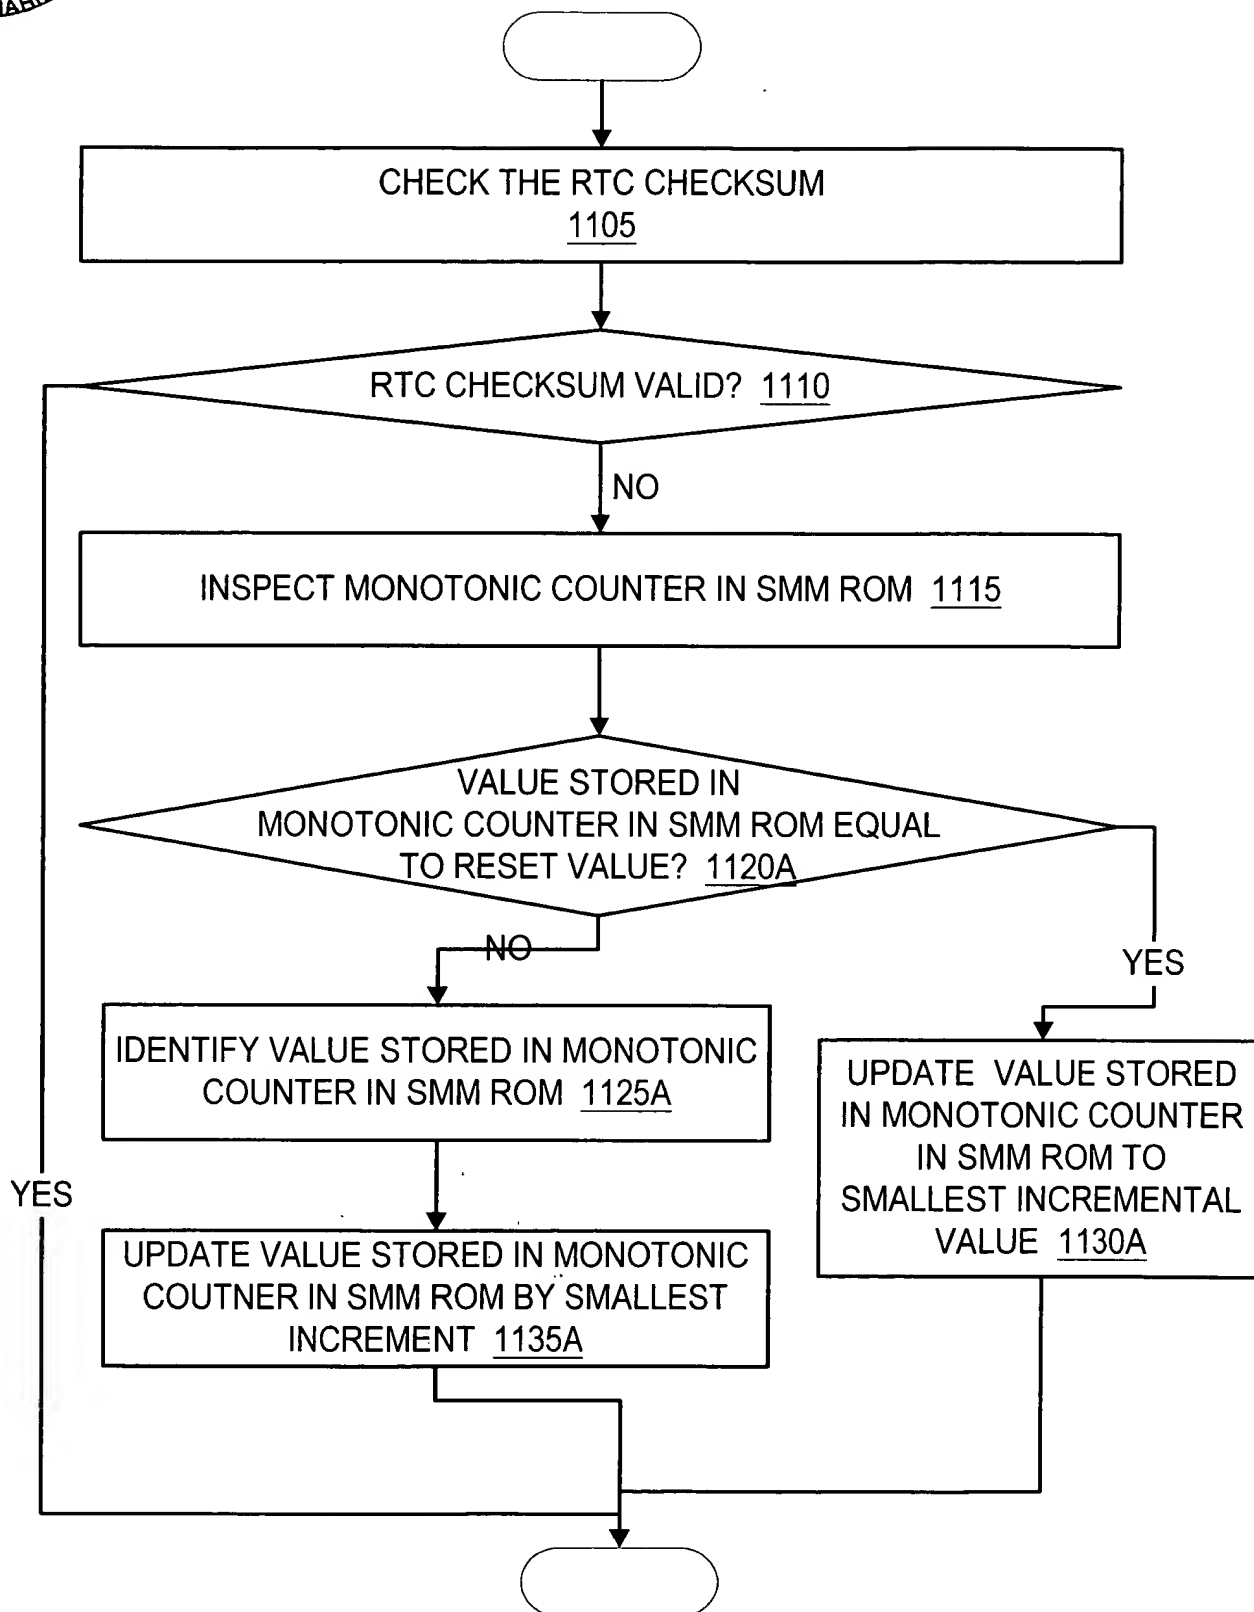 CHECK THE RTC CHECKSUM
1105
RTC CHECKSUM VALID? 1110
NO
INSPECT MONOTONIC COUNTER IN SMM ROM 1115
VALUE STORED IN
MONOTONIC COUNTER IN SMM ROM EQUAL
TO RESET VALUE? 1120A
NO
YES
IDENTIFY VALUE STORED IN MONOTONIC
COUNTER IN SMM ROM 1125A
UPDATE VALUE STORED
IN MONOTONIC COUNTER
IN SMM ROM TO
SMALLEST INCREMENTAL
VALUE 1130A
YES
UPDATE VALUE STORED IN MONOTONIC
COUTNER IN SMM ROM BY SMALLEST
INCREMENT 1135A